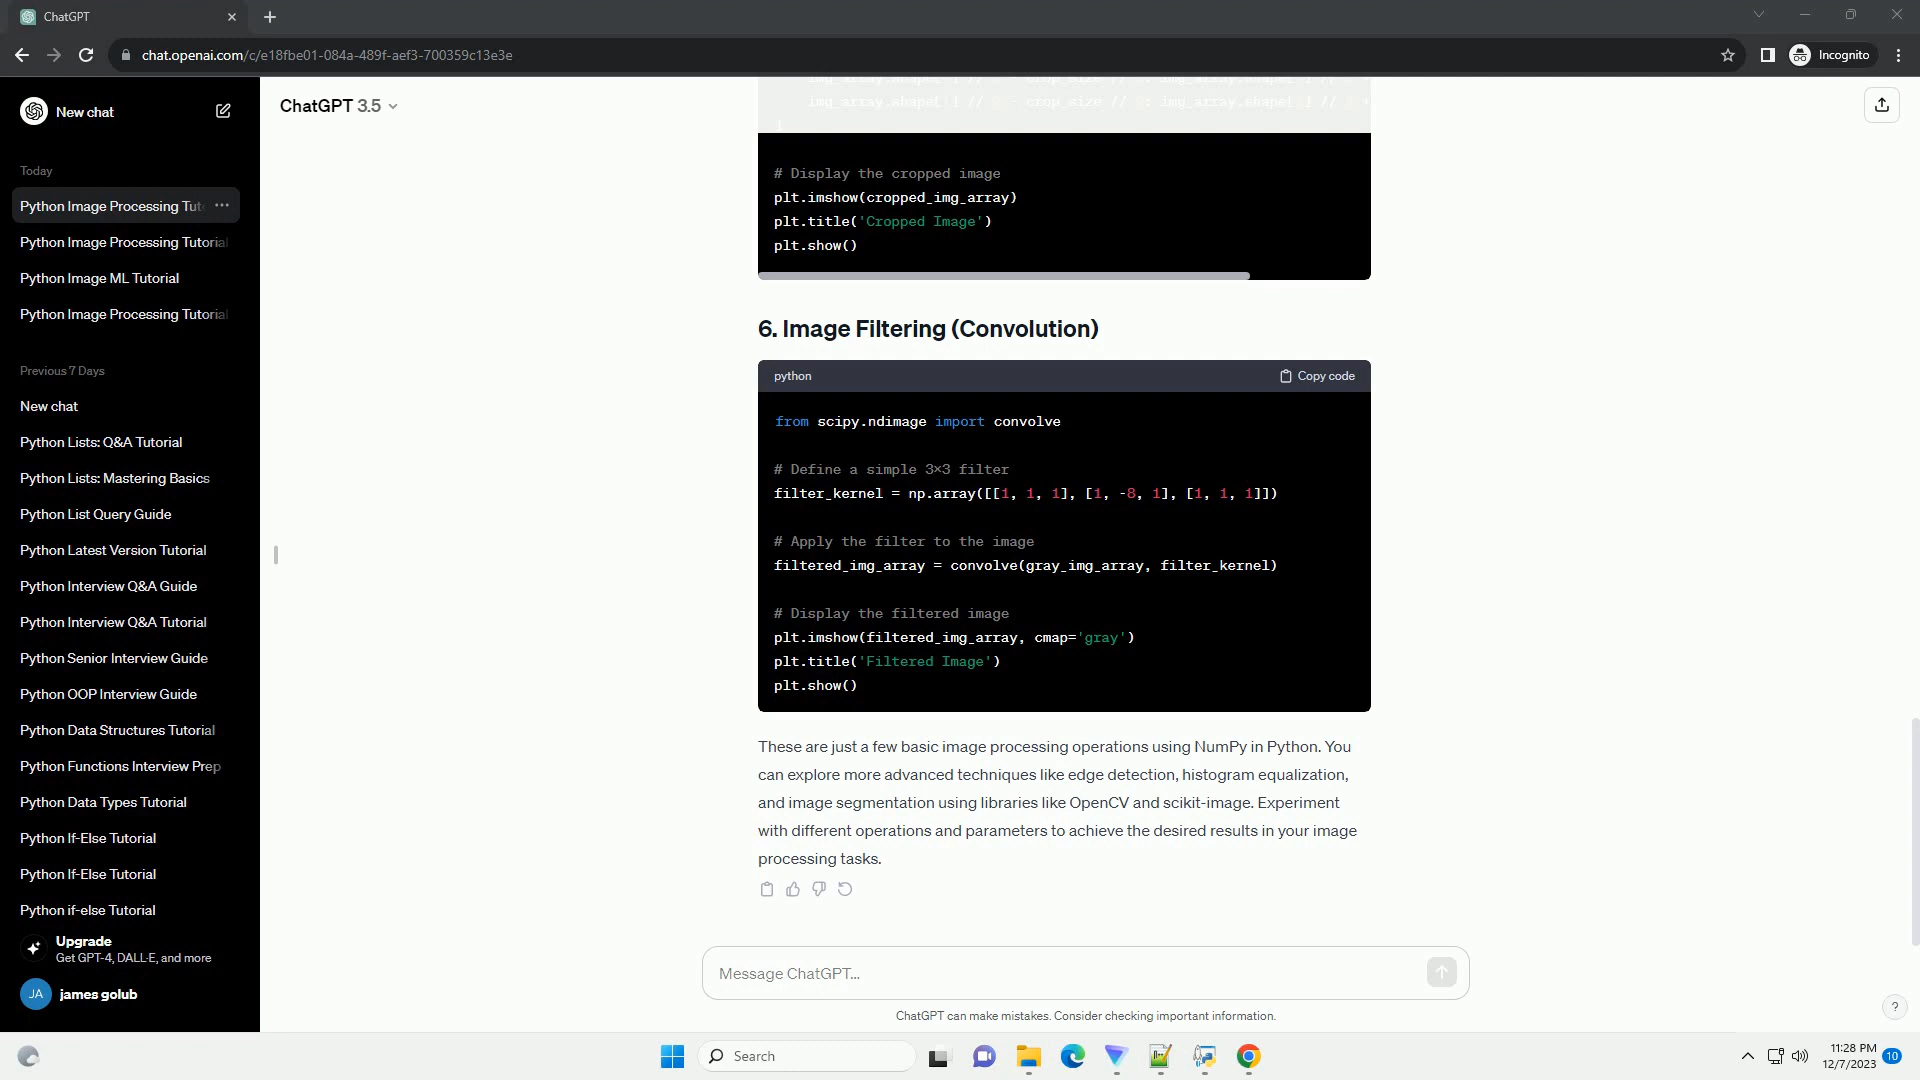 ChatGPT
chat.openai.com/c/e18fbe01-084a-489f-aef3-700359c13e3e
Incognito
New chat
Today
Python Image Processing Tut
Python Image Processing Tutorial
Python Image ML Tutorial
Python Image Processing Tutorial
Previous 7 Days
New chat
Python Lists: Q&A Tutorial
Python Lists: Mastering Basics
Python List Query Guide
Python Latest Version Tutorial
Python Interview Q&A Guide
Python Interview Q&A Tutorial
Python Senior Interview Guide
Python OOP Interview Guide
Python Data Structures Tutorial
Python Functions Interview Prep
Python Data Types Tutorial
Python If-Else Tutorial
Python If-Else Tutorial
Python if-else Tutorial
Upgrade
Get GPT-4, DALL·E, and more
JA
james golub
ChatGPT 3.5
# Display the cropped image
plt.imshow(cropped_img_array)
plt.title('Cropped Image')
plt.show()
6. Image Filtering (Convolution)
python
Copy code
from scipy.ndimage import convolve
# Define a simple 3×3 filter
filter_kernel = np.array([[1, 1, 1], [1, -8, 1], [1, 1, 1]])
# Apply the filter to the image
filtered_img_array = convolve(gray_img_array, filter_kernel)
# Display the filtered image
plt.imshow(filtered_img_array, cmap='gray')
plt.title('Filtered Image')
plt.show()
These are just a few basic image processing operations using NumPy in Python. You
can explore more advanced techniques like edge detection, histogram equalization,
and image segmentation using libraries like OpenCV and scikit-image. Experiment
with different operations and parameters to achieve the desired results in your image
processing tasks.
Message ChatGPT...
ChatGPT can make mistakes. Consider checking important information.
?
Search
11:28 PM
12/7/2023
10